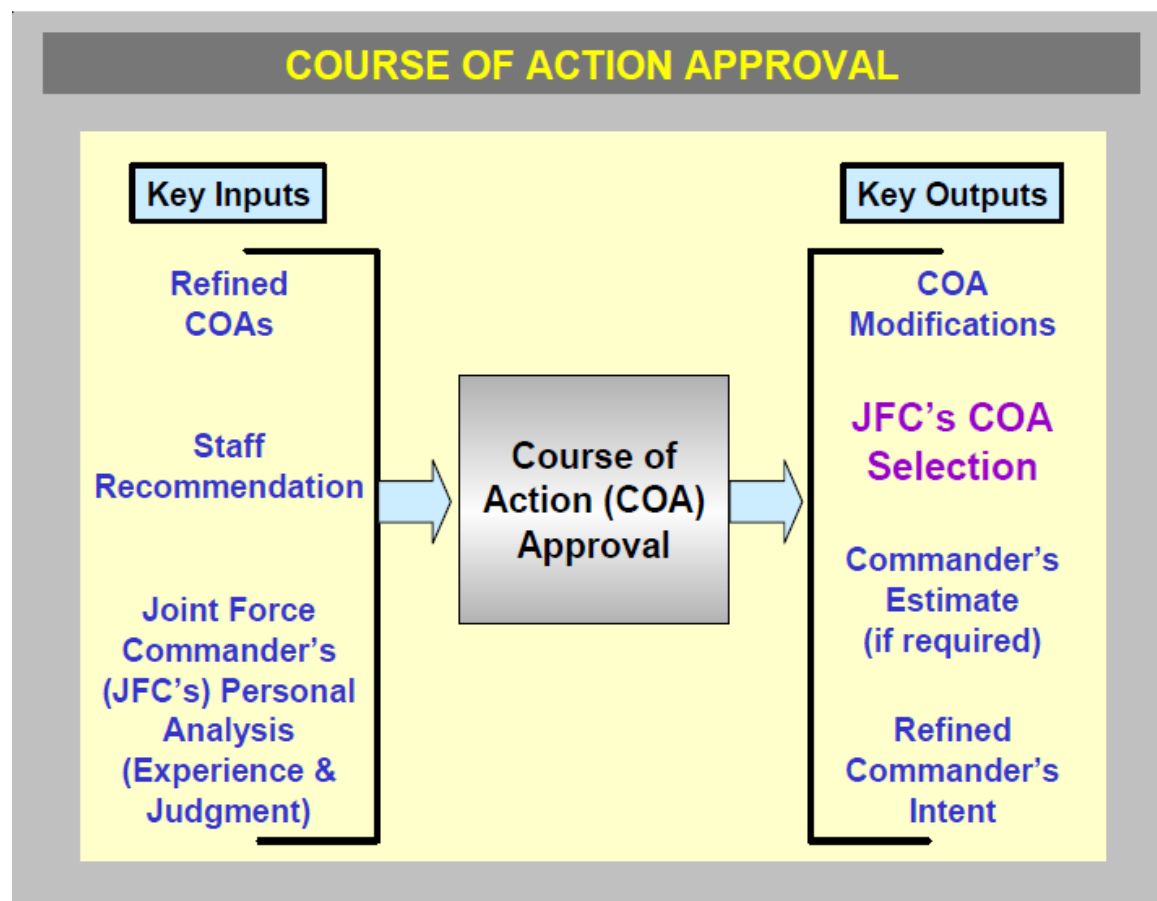 COURSE OF ACTION APPROVAL
Key Inputs
Refined
COAs
Staff
Recommendation
Joint Force
Commander’s
(JFC’s) Personal
Analysis
(Experience &
Judgment)
Course of
Action (COA)
Approval
Key Outputs
COA
Modifications
JFC’s COA
Selection
Commander’s
Estimate
(if required)
Refined
Commander’s
Intent